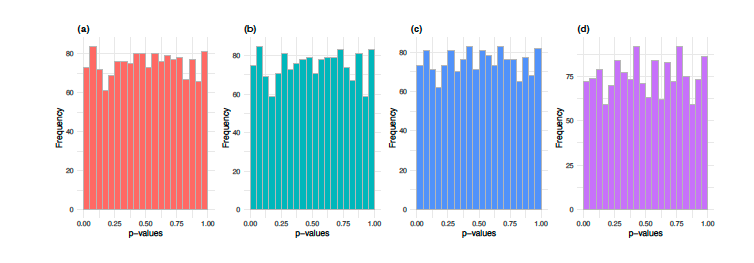 (a) (b) (c) (d)
80 80 80
75
60 60 60
50
40 40 40
25
20 20 20
0 0 0 0
Frequency Frequency Frequency Frequency
0.00 0.25 0.50 0.75 1.00 0.00 0.25 0.50 0.75 1.00 0.00 0.25 0.50 0.75 1.00 0.00 0.25 0.50 0.75 1.00
p−values p−values p−values p−values